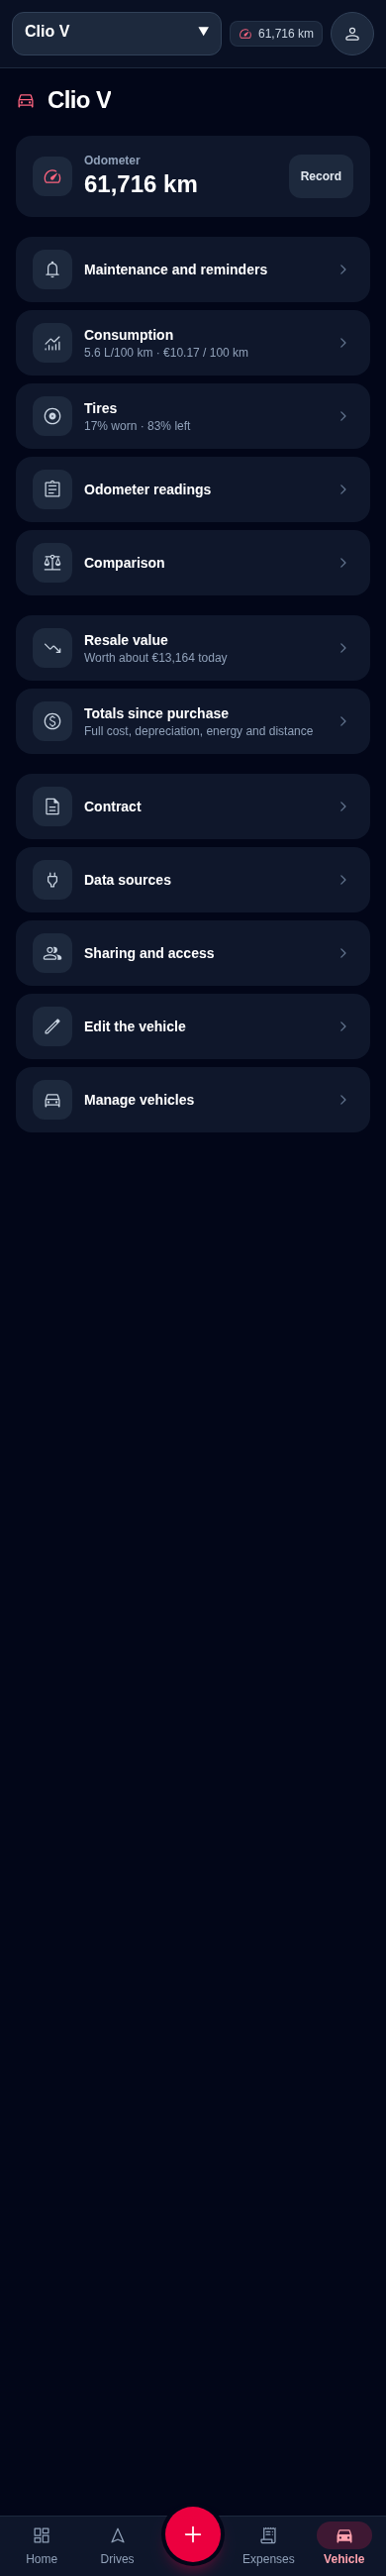 Clio V
61,716 km
Clio V
Odometer
61,716 km
Record
Maintenance and reminders
Consumption
5.6 L/100 km · €10.17 / 100 km
Tires
17% worn · 83% left
Odometer readings
Comparison
Resale value
Worth about €13,164 today
Totals since purchase
Full cost, depreciation, energy and distance
Contract
Data sources
Sharing and access
Edit the vehicle
Manage vehicles
Home
Drives
Expenses
Vehicle